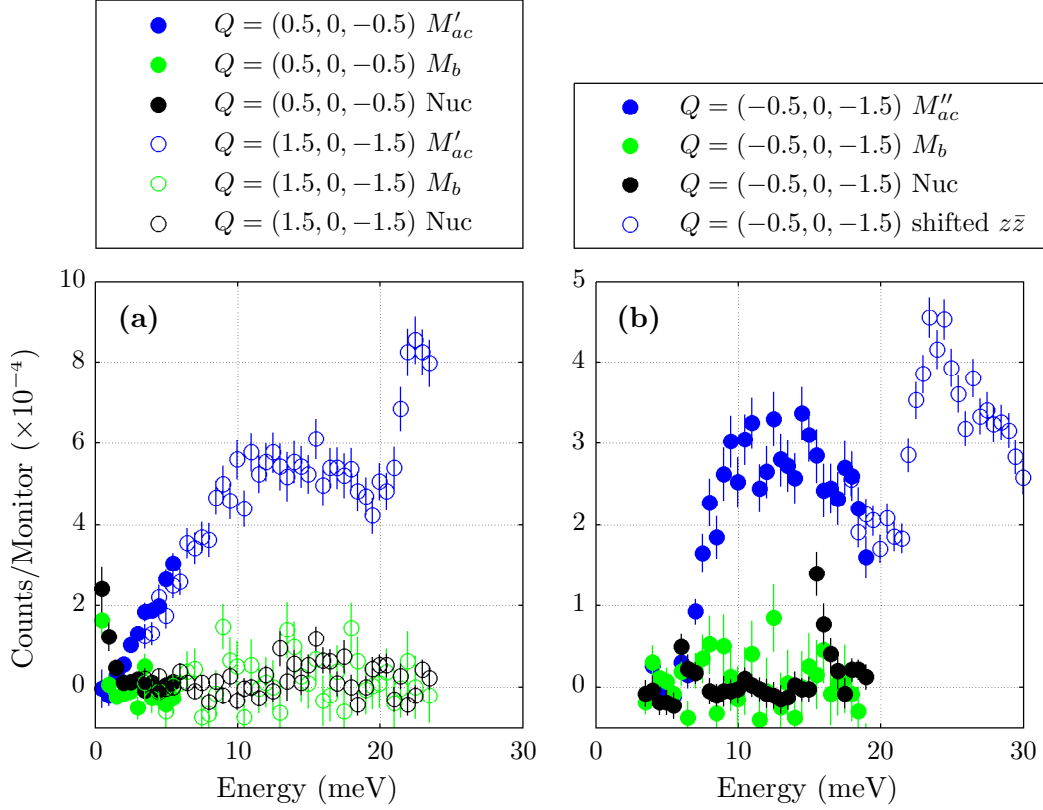 Q = (0.5, 0, −0.5) M′ac
Q = (0.5, 0, −0.5) Mb
Q = (0.5, 0, −0.5) Nuc
Q = (1.5, 0, −1.5) M′ac
Q = (1.5, 0, −1.5) Mb
Q = (1.5, 0, −1.5) Nuc
Q = (−0.5, 0, −1.5) M′′ac
Q = (−0.5, 0, −1.5) Mb
Q = (−0.5, 0, −1.5) Nuc
Q = (−0.5, 0, −1.5) shifted zz̄
(a)
10
8
6
4
2
0
0 10 20 30
Energy (meV)
Counts/Monitor (×10−4)
(b)
5
4
3
2
1
0
0 10 20 30
Energy (meV)